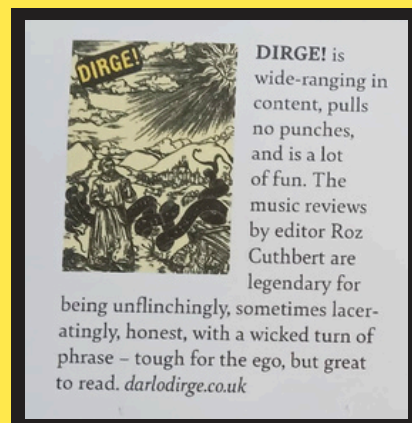 DIRGE!
DIRGE! is
wide-ranging in
content, pulls
no punches,
and is a lot
of fun. The
music reviews
by editor Roz
Cuthbert are
legendary for
being unflinchingly, sometimes lacer-
atingly, honest, with a wicked turn of
phrase – tough for the ego, but great
to read. darlodirge.co.uk